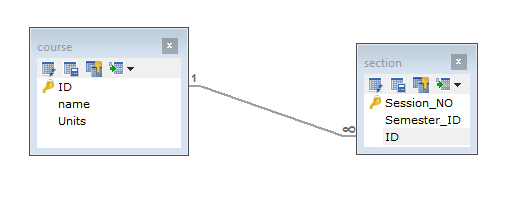 course
x
ID
name
Units
1
∞
section
x
Session_NO
Semester_ID
ID